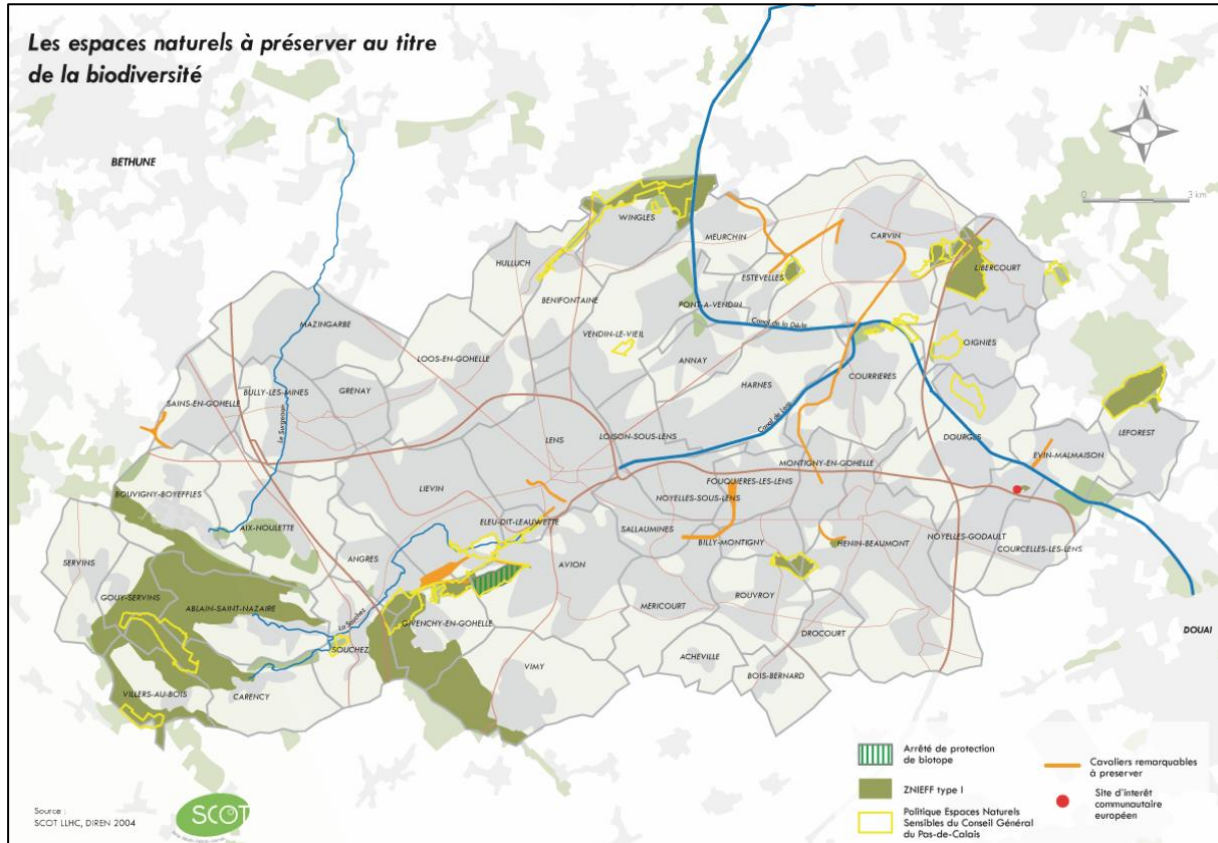 Les espaces naturels à préserver au titre
de la biodiversité
N
BETHUNE
0 3 km
WINGLES
MEURCHIN
CARVIN
HULLUCH
LIBERCOURT
ESTEVELLES
BENIFONTAINE
PONT-A-VENDIN
MAZINGARBE
VENDIN-LE-VIEIL
Canal de la Deûle
OIGNIES
LOOS-EN-GOHELLE
ANNAY
HARNES
COURRIERES
BULLY-LES-MINES
GRENAY
SAINS-EN-GOHELLE
Le Surgeon
Canal de Lens
LEFOREST
LENS
LOISON-SOUS-LENS
DOURGES
EVIN-MALMAISON
MONTIGNY-EN-GOHELLE
LIEVIN
FOUQUIERES-LES-LENS
BOUVIGNY-BOYEFFLES
NOYELLES-SOUS-LENS
ELEU-DIT-LEAUWETTE
AIX-NOULETTE
SALLAUMINES
BILLY-MONTIGNY
HENIN-BEAUMONT
NOYELLES-GODAULT
COURCELLES-LES-LENS
SERVINS
ANGRES
AVION
GOUY-SERVINS
ABLAIN-SAINT-NAZAIRE
La Souchez
ROUVROY
MERICOURT
GIVENCHY-EN-GOHELLE
DOUAI
DROCOURT
SOUCHEZ
ACHEVILLE
VIMY
BOIS-BERNARD
VILLERS-AU-BOIS
CARENCY
Arrêté de protection
de biotope
ZNIEFF type I
Politique Espaces Naturels
Sensibles du Conseil Général
du Pas-de-Calais
Cavaliers remarquables
à préserver
Site d'intérêt
communautaire
européen
Source :
SCOT LLHC, DIREN 2004
SCOT